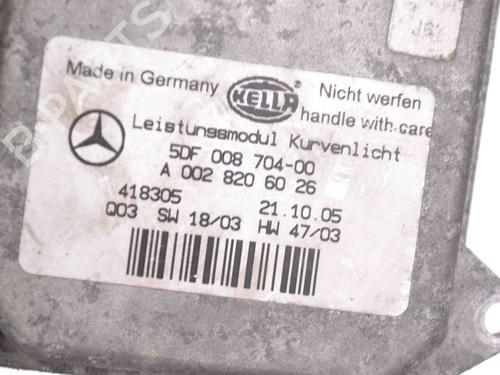 Made in Germany
HELLA
Nicht werfen
handle with care
Leistungsmodul Kurvenlicht
5DF 008 704-00
A 002 820 60 26
418305 21.10.05
Q03 SW 18/03 HW 47/03
B-PARTS